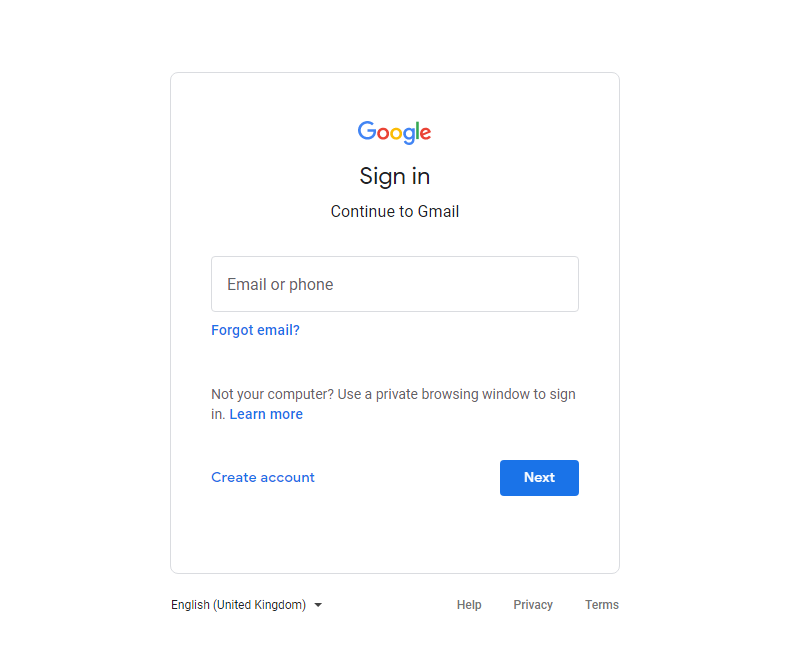 Google
Sign in
Continue to Gmail
Email or phone
Forgot email?
Not your computer? Use a private browsing window to sign
in. Learn more
Create account
Next
English (United Kingdom)
Help
Privacy
Terms